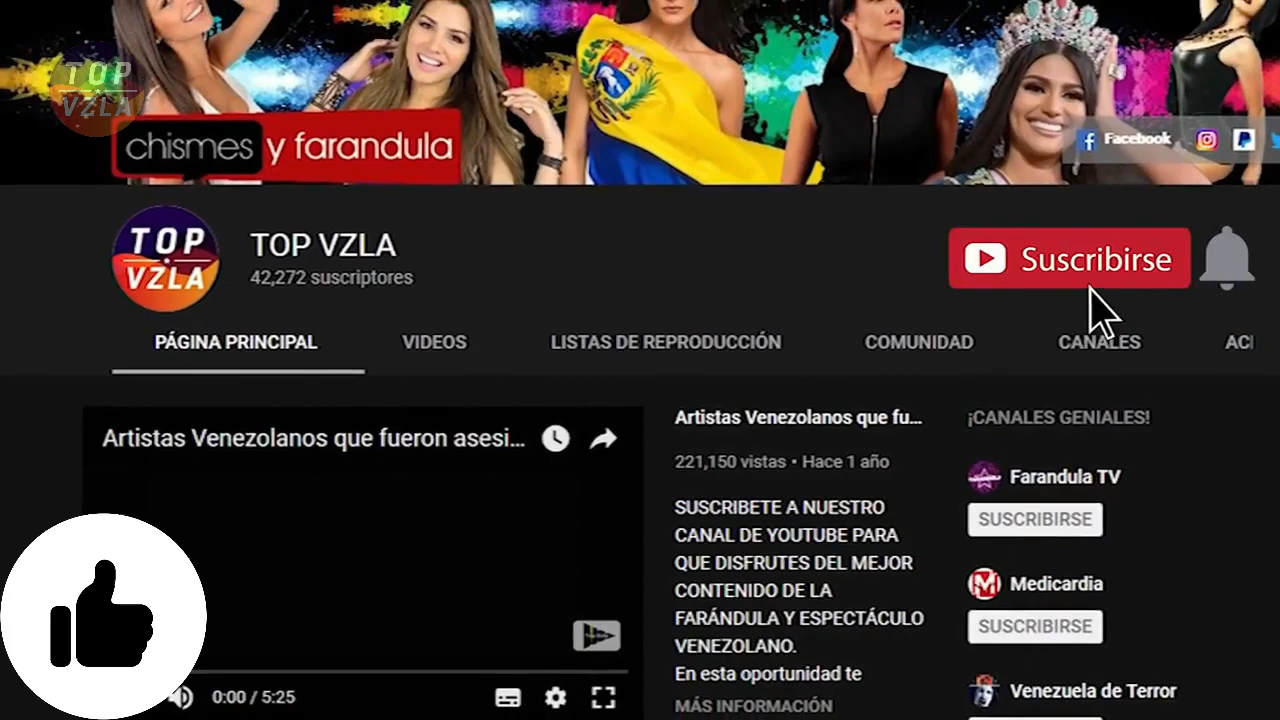 TOP
VZLA
chismes y farandula
Facebook
TOP
VZLA
TOP VZLA
42,272 suscriptores
Suscribirse
PÁGINA PRINCIPAL
VIDEOS
LISTAS DE REPRODUCCIÓN
COMUNIDAD
CANALES
Artistas Venezolanos que fueron asesi...
0:00 / 5:25
Artistas Venezolanos que fu...
221,150 vistas • Hace 1 año
SUSCRIBETE A NUESTRO
CANAL DE YOUTUBE PARA
QUE DISFRUTES DEL MEJOR
CONTENIDO DE LA
FARÁNDULA Y ESPECTÁCULO
VENEZOLANO.
En esta oportunidad te
MÁS INFORMACIÓN
¡CANALES GENIALES!
Farandula TV
SUSCRIBIRSE
Medicardia
SUSCRIBIRSE
Venezuela de Terror